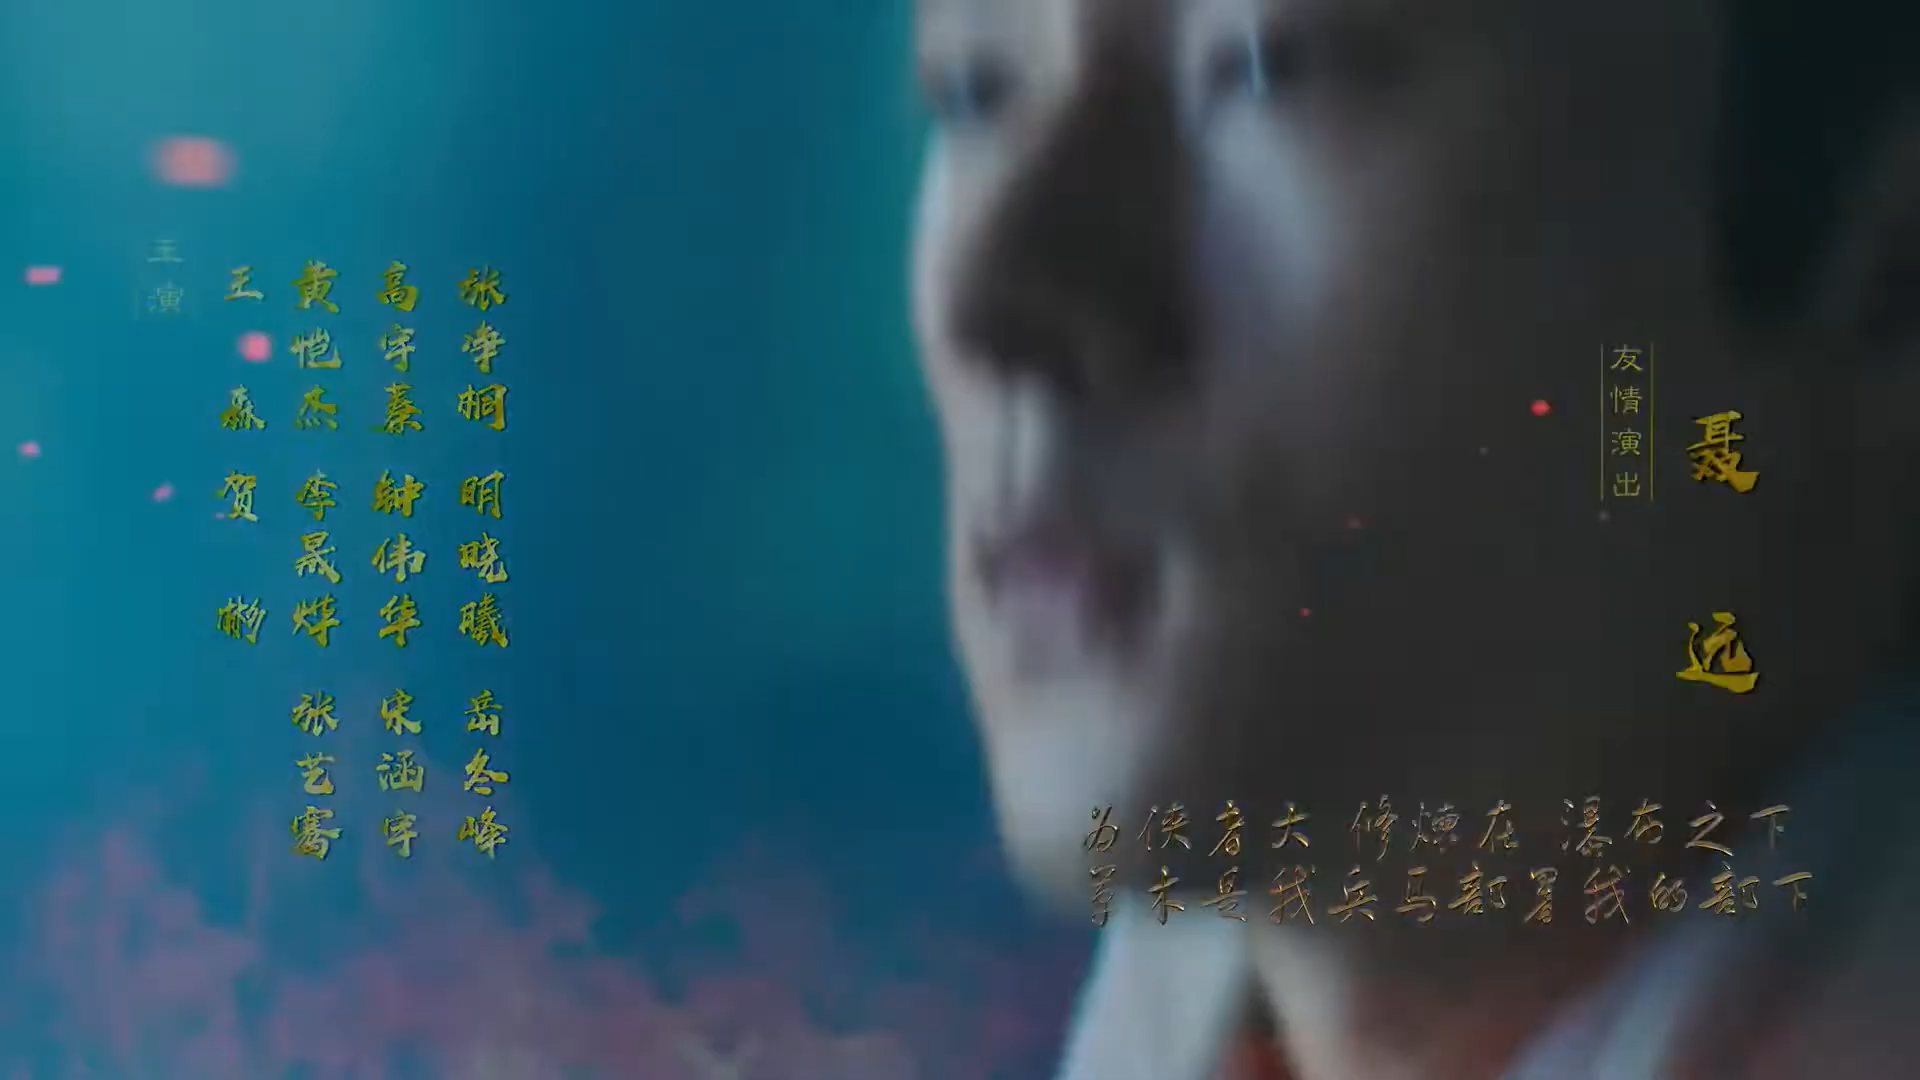 主演
王森 贺彬
黄恺杰 李晟烨 张艺骞
高宇蓁 钟伟华 宋涵宇
张峥桐 明晓曦 岳冬峰
友情演出
聂远
为侠者大 修炼在 瀑布之下
草木是我兵马部署我的部下